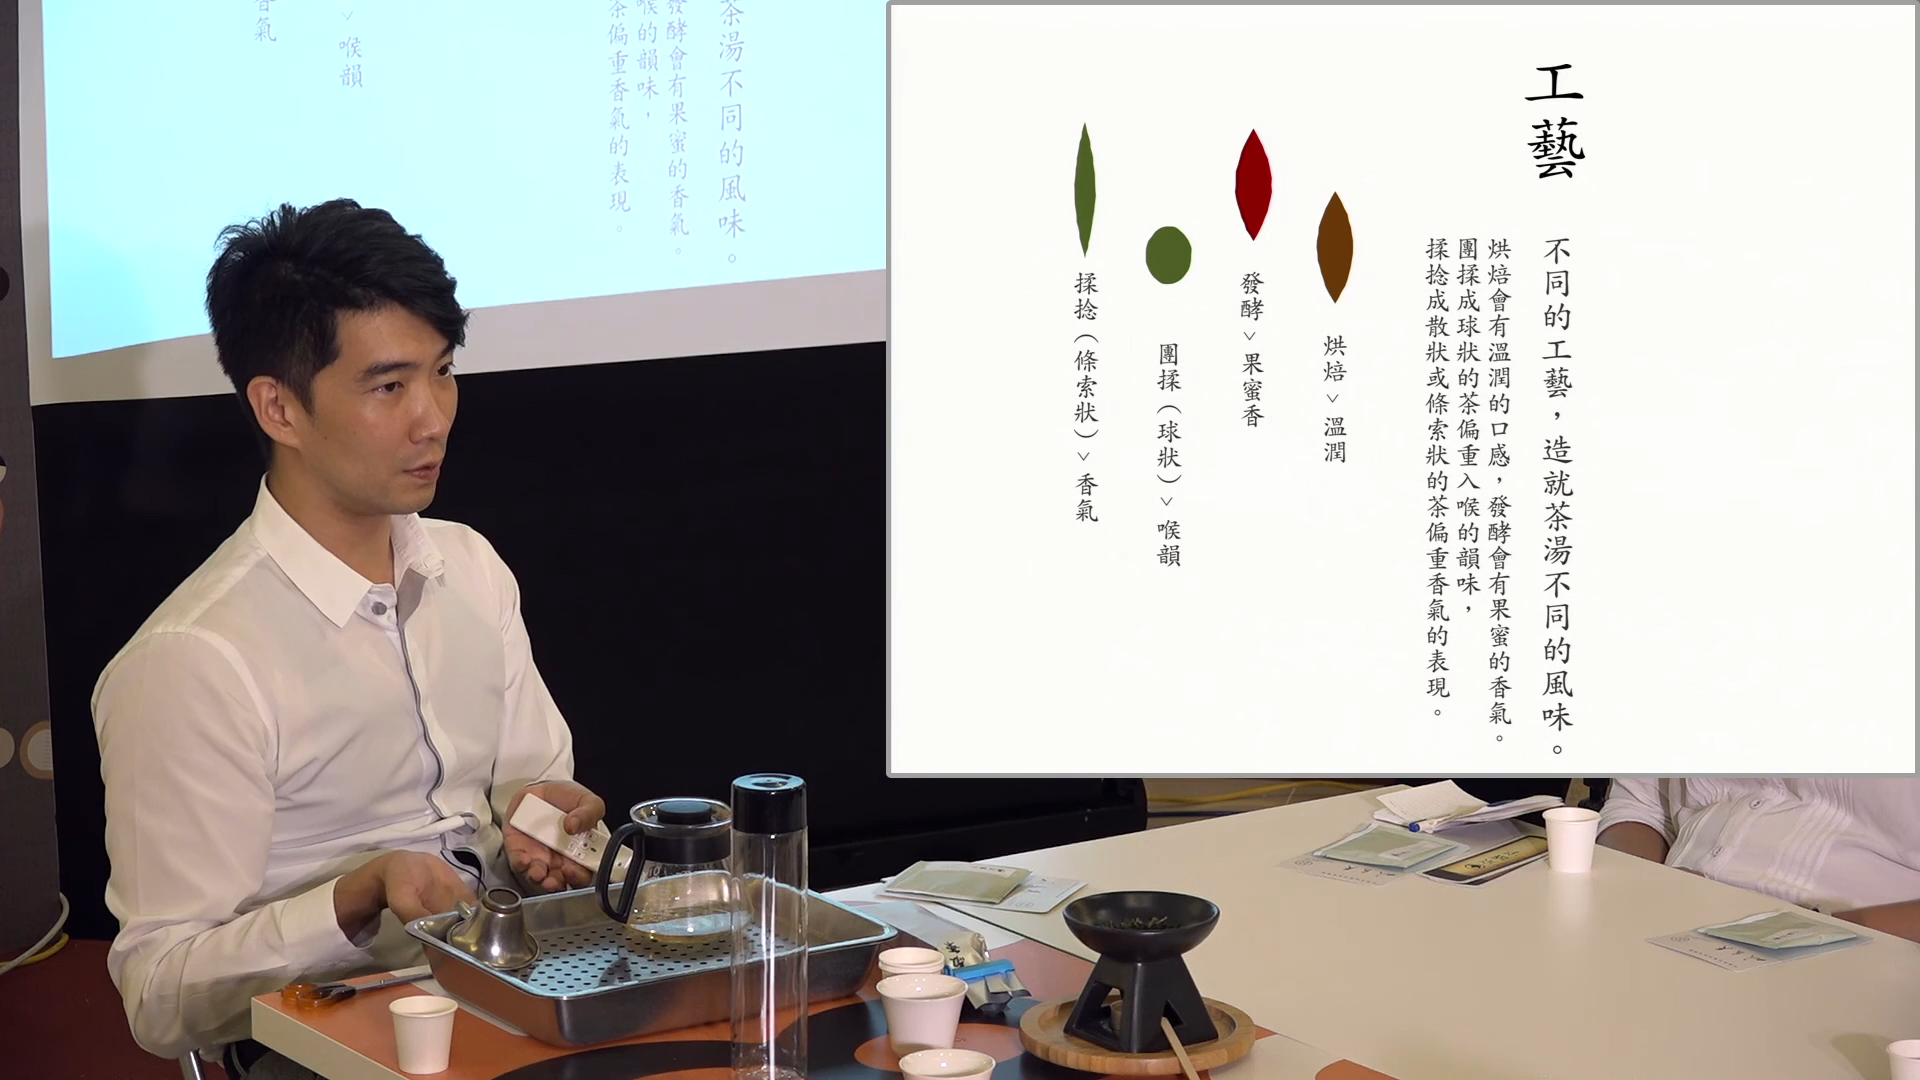 工藝
不同的工藝，造就茶湯不同的風味。
烘焙會有溫潤的口感，發酵會有果蜜的香氣。
團揉成球狀的茶偏重入喉的韻味，
揉捻成散狀或條索狀的茶偏重香氣的表現。
烘焙>溫潤
發酵>果蜜香
團揉（球狀）>喉韻
揉捻（條索狀）>香氣
茶湯不同的風味。
發酵會有果蜜的香氣。
喉的韻味，
茶偏重香氣的表現。
>喉韻
香氣